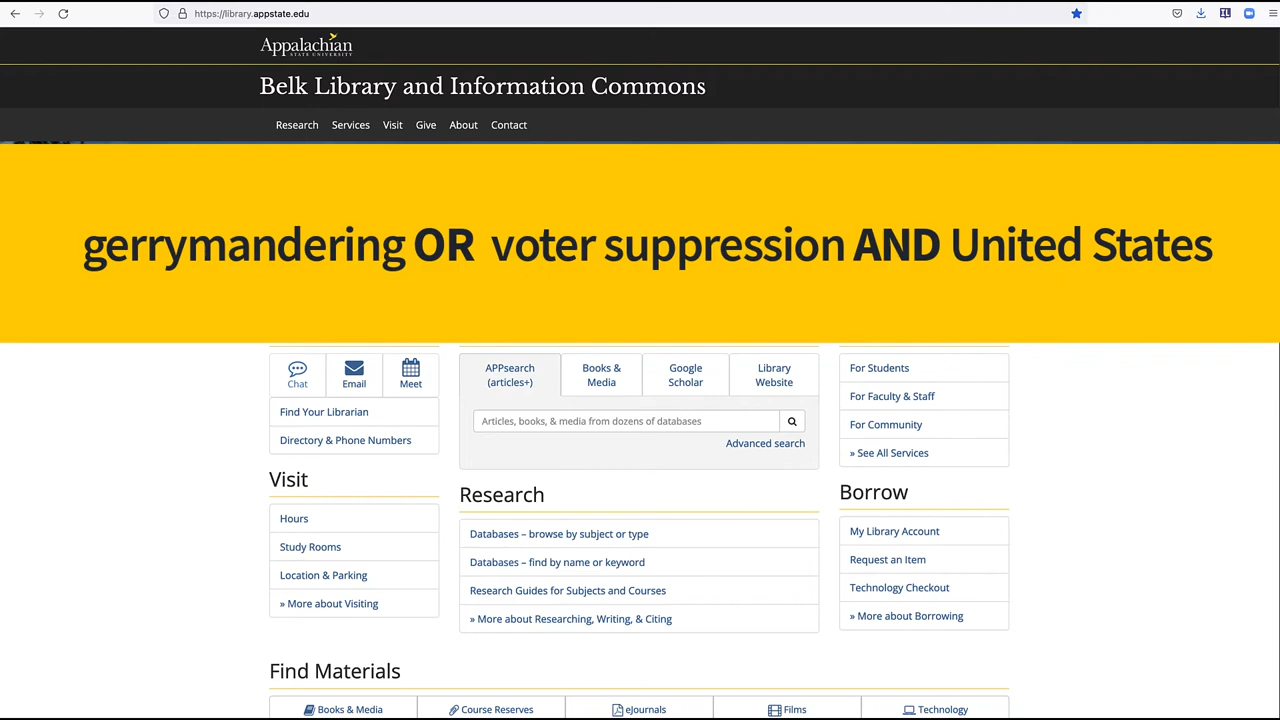 https://library.appstate.edu
Appalachian
STATE UNIVERSITY
Belk Library and Information Commons
Research Services Visit Give About Contact
gerrymandering OR voter suppression AND United States
Chat Email Meet
Find Your Librarian
Directory & Phone Numbers
Visit
Hours
Study Rooms
Location & Parking
» More about Visiting
APPsearch
(articles+)
Books &
Media
Google
Scholar
Library
Website
Articles, books, & media from dozens of databases
Advanced search
Research
Databases – browse by subject or type
Databases – find by name or keyword
Research Guides for Subjects and Courses
» More about Researching, Writing, & Citing
For Students
For Faculty & Staff
For Community
» See All Services
Borrow
My Library Account
Request an Item
Technology Checkout
» More about Borrowing
Find Materials
Books & Media Course Reserves eJournals Films Technology